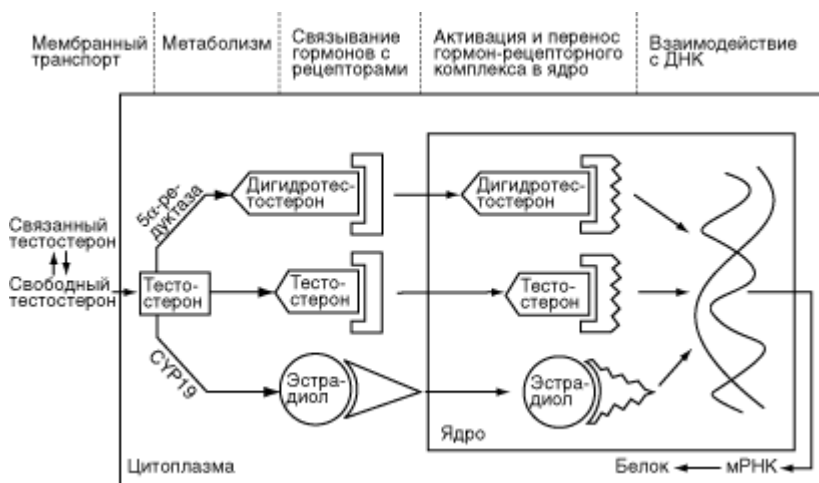 Мембранный
транспорт
Метаболизм
Связывание
гормонов с
рецепторами
Активация и перенос
гормон-рецепторного
комплекса в ядро
Взаимодействие
с ДНК
5α-ре-
дуктаза
Дигидротес-
тостерон
Дигидротес-
тостерон
Связанный
тестостерон
Свободный
тестостерон
Тесто-
стерон
Тесто-
стерон
Тесто-
стерон
CYP19
Эстра-
диол
Эстра-
диол
Ядро
Цитоплазма
Белок
мРНК